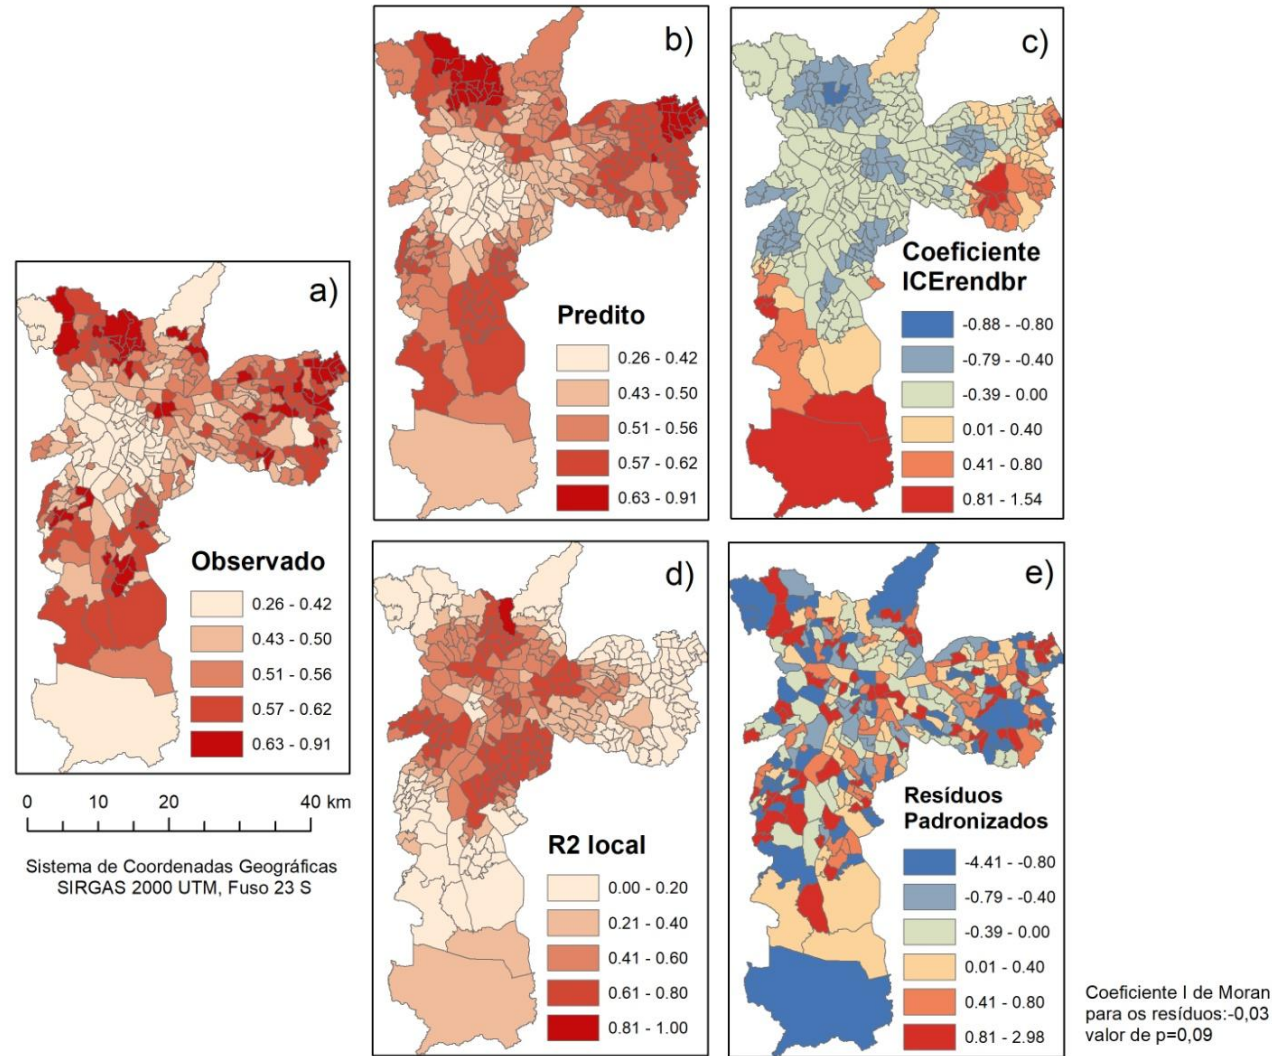 a)
Observado
0.26 - 0.42
0.43 - 0.50
0.51 - 0.56
0.57 - 0.62
0.63 - 0.91
0 10 20 40 km
Sistema de Coordenadas Geográficas
SIRGAS 2000 UTM, Fuso 23 S
b)
Predito
0.26 - 0.42
0.43 - 0.50
0.51 - 0.56
0.57 - 0.62
0.63 - 0.91
c)
Coeficiente
ICErendbr
-0.88 - -0.80
-0.79 - -0.40
-0.39 - 0.00
0.01 - 0.40
0.41 - 0.80
0.81 - 1.54
d)
R2 local
0.00 - 0.20
0.21 - 0.40
0.41 - 0.60
0.61 - 0.80
0.81 - 1.00
e)
Resíduos
Padronizados
-4.41 - -0.80
-0.79 - -0.40
-0.39 - 0.00
0.01 - 0.40
0.41 - 0.80
0.81 - 2.98
Coeficiente I de Moran
para os resíduos:-0,03
valor de p=0,09